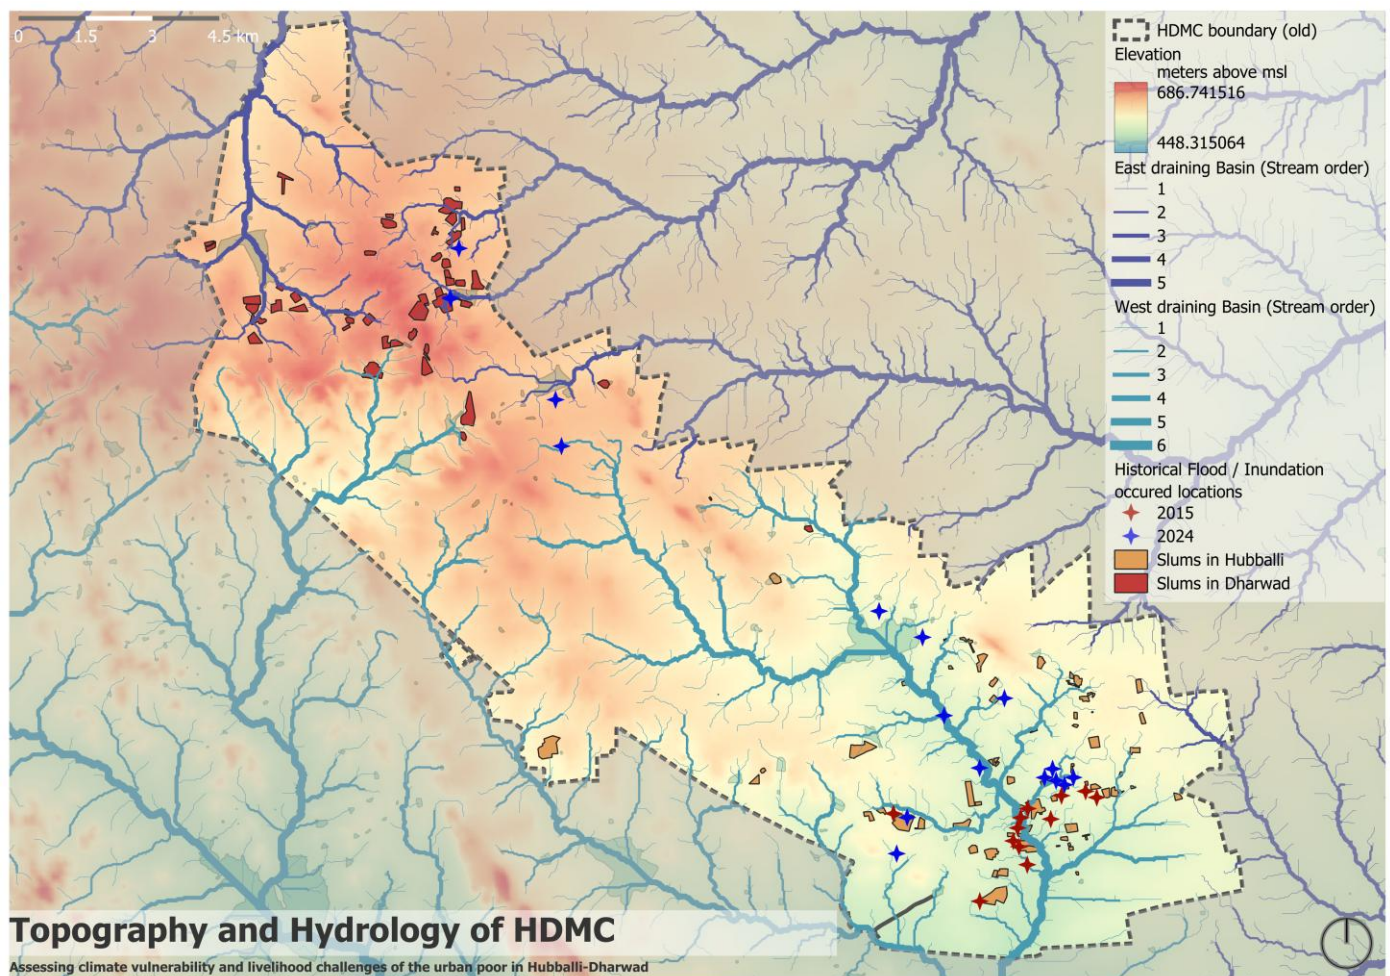 0 1.5 3 4.5 km
HDMC boundary (old)
Elevation
meters above msl
686.741516
448.315064
East draining Basin (Stream order)
1
2
3
4
5
West draining Basin (Stream order)
1
2
3
4
5
6
Historical Flood / Inundation
occured locations
2015
2024
Slums in Hubballi
Slums in Dharwad
Topography and Hydrology of HDMC
Assessing climate vulnerability and livelihood challenges of the urban poor in Hubballi-Dharwad